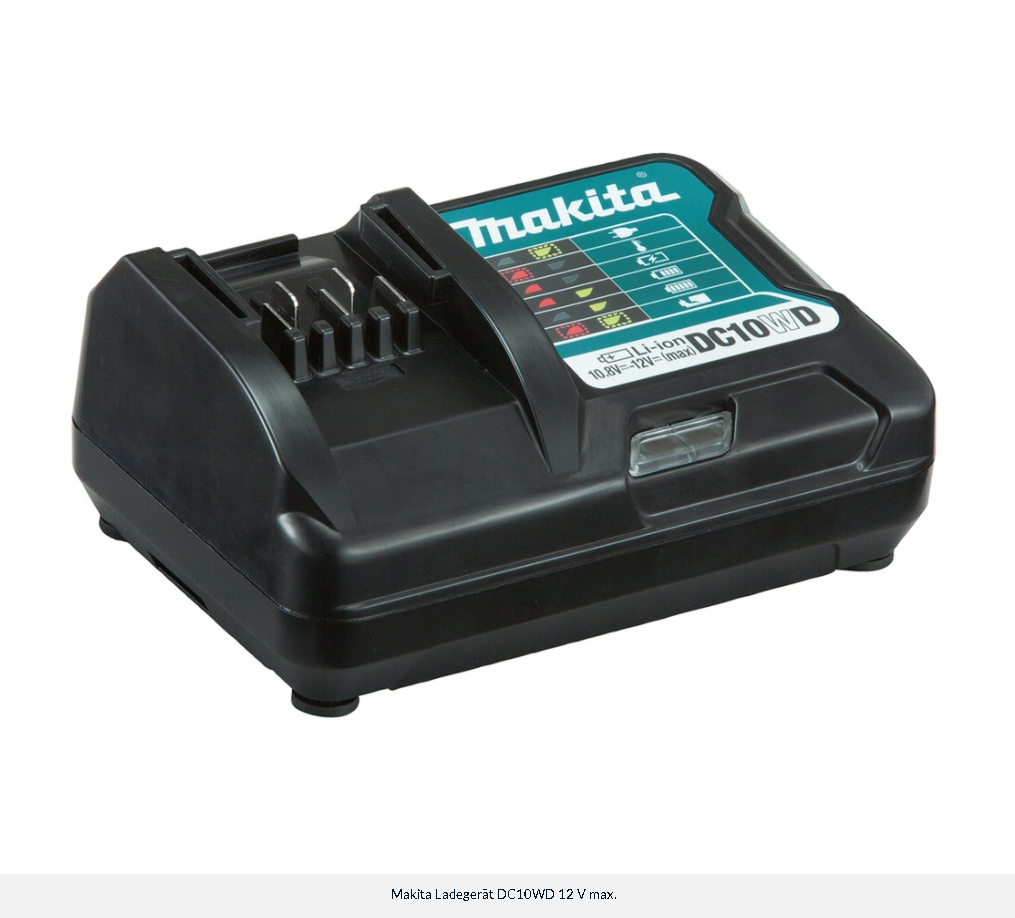 makita®
Li-ion
10.8V⎓-12V⎓(max)
DC10WD
Makita Ladegerät DC10WD 12 V max.